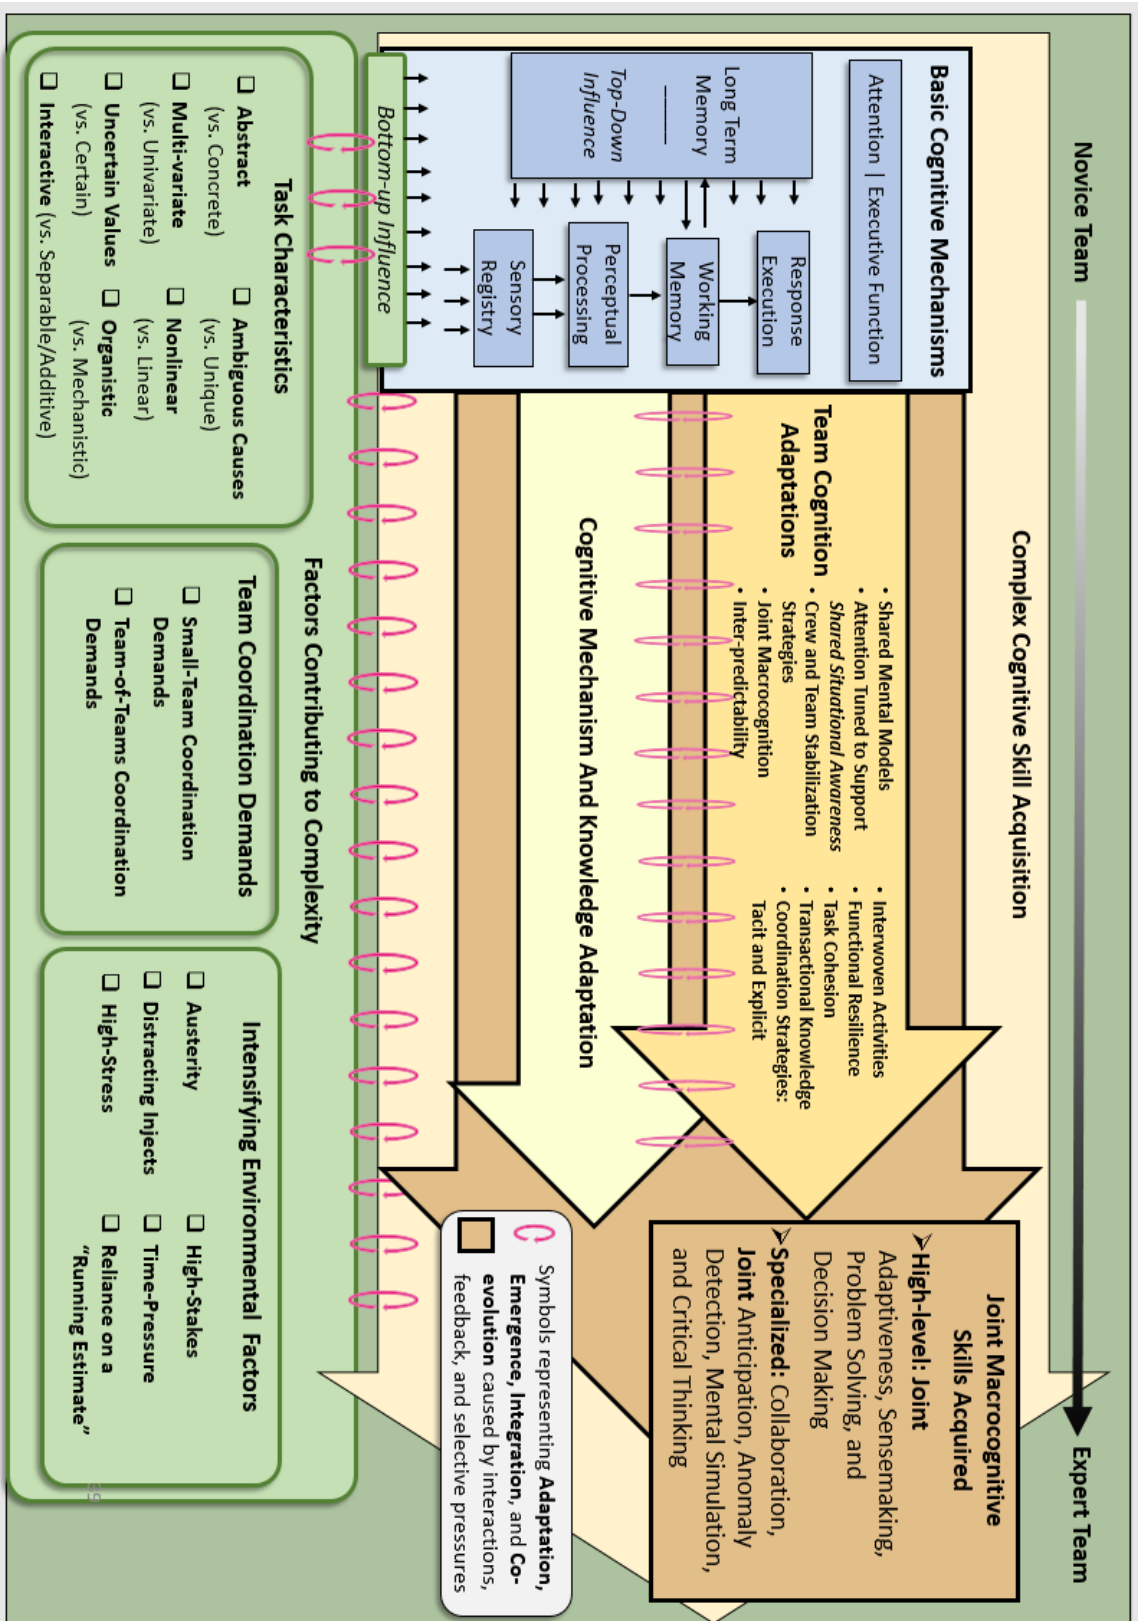 Novice Team
Expert Team
Complex Cognitive Skill Acquisition
Basic Cognitive Mechanisms
Attention | Executive Function
Long Term
Memory
Top-Down
Influence
Response
Execution
Working
Memory
Perceptual
Processing
Sensory
Registry
Bottom-up Influence
Team Cognition
Adaptations
• Shared Mental Models
• Attention Tuned to Support
Shared Situational Awareness
• Crew and Team Stabilization
Strategies
• Joint Macrocognition
• Inter-predictability
• Interwoven Activities
• Functional Resilience
• Task Cohesion
• Transactional Knowledge
• Coordination Strategies:
Tacit and Explicit
Cognitive Mechanism And Knowledge Adaptation
Joint Macrocognitive
Skills Acquired
➢High-level: Joint
Adaptiveness, Sensemaking,
Problem Solving, and
Decision Making
➢Specialized: Collaboration,
Joint Anticipation, Anomaly
Detection, Mental Simulation,
and Critical Thinking
Symbols representing Adaptation,
Emergence, Integration, and Co-
evolution caused by interactions,
feedback, and selective pressures
Factors Contributing to Complexity
Task Characteristics
❑ Abstract
(vs. Concrete)
❑ Multi-variate
(vs. Univariate)
❑ Uncertain Values
(vs. Certain)
❑ Interactive (vs. Separable/Additive)
❑ Ambiguous Causes
(vs. Unique)
❑ Nonlinear
(vs. Linear)
❑ Organistic
(vs. Mechanistic)
Team Coordination Demands
❑ Small-Team Coordination
Demands
❑ Team-of-Teams Coordination
Demands
Intensifying Environmental Factors
❑ Austerity
❑ Distracting Injects
❑ High-Stress
❑ High-Stakes
❑ Time-Pressure
❑ Reliance on a
“Running Estimate”